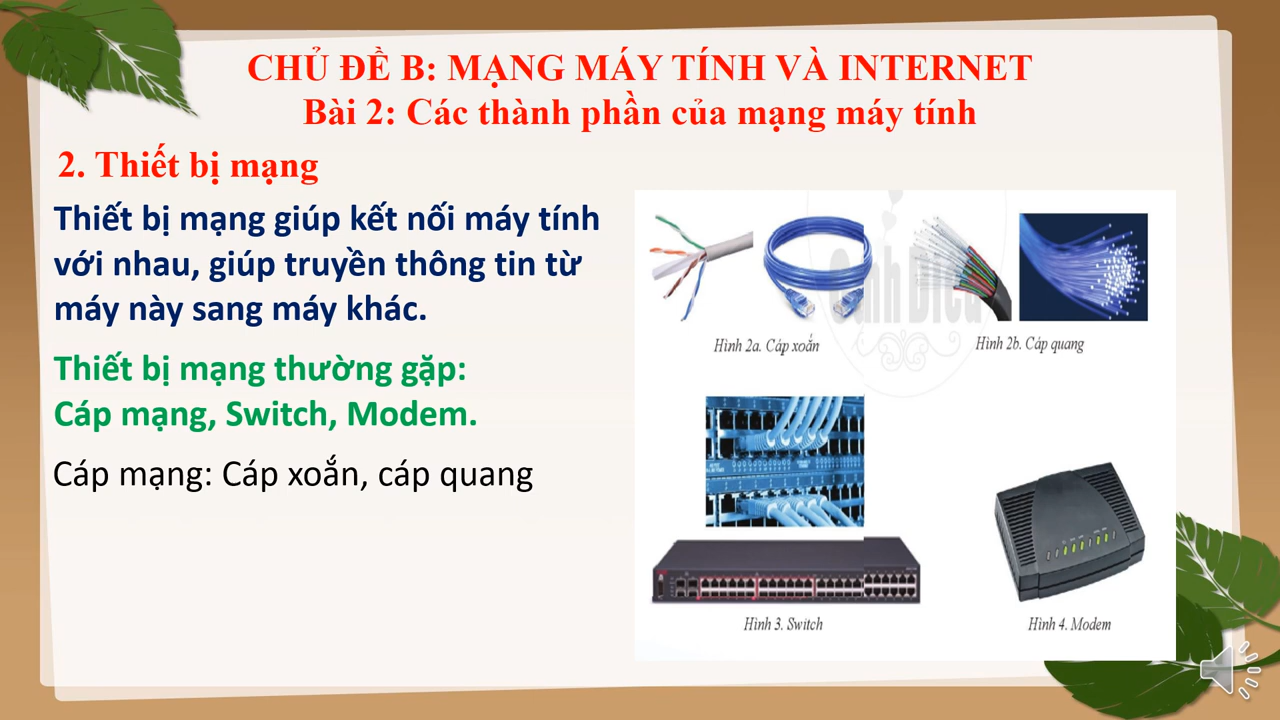 CHỦ ĐỀ B: MẠNG MÁY TÍNH VÀ INTERNET
Bài 2: Các thành phần của mạng máy tính
2. Thiết bị mạng
Thiết bị mạng giúp kết nối máy tính
với nhau, giúp truyền thông tin từ
máy này sang máy khác.
Thiết bị mạng thường gặp:
Cáp mạng, Switch, Modem.
Cáp mạng: Cáp xoắn, cáp quang
Cánh Diều
Hình 2a. Cáp xoắn
Hình 2b. Cáp quang
Hình 3. Switch
Hình 4. Modem